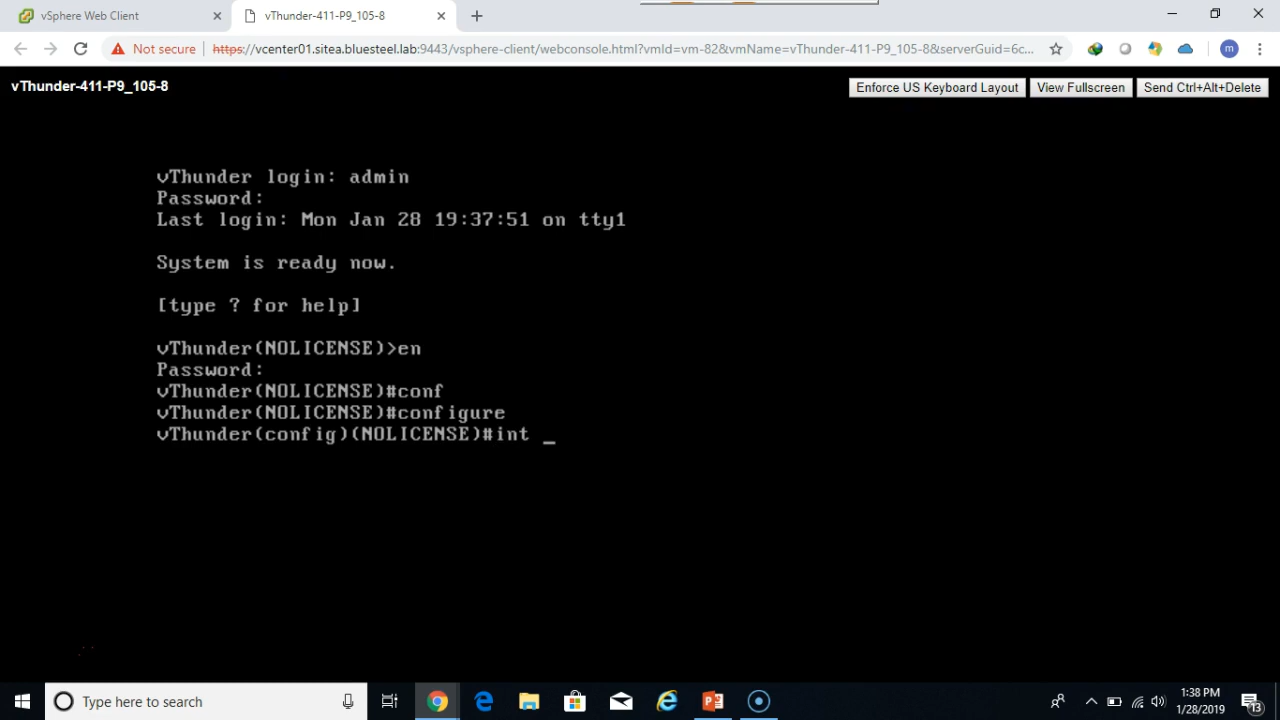 vSphere Web Client
vThunder-411-P9_105-8
Not secure
https://vcenter01.sitea.bluesteel.lab:9443/vsphere-client/webconsole.html?vmId=vm-82&vmName=vThunder-411-P9_105-8&serverGuid=6c...
m
vThunder-411-P9_105-8
Enforce US Keyboard Layout
View Fullscreen
Send Ctrl+Alt+Delete
vThunder login: admin
Password:
Last login: Mon Jan 28 19:37:51 on tty1
System is ready now.
[type ? for help]
vThunder(NOLICENSE)>en
Password:
vThunder(NOLICENSE)#conf
vThunder(NOLICENSE)#configure
vThunder(config)(NOLICENSE)#int _
Type here to search
1:38 PM
1/28/2019
13